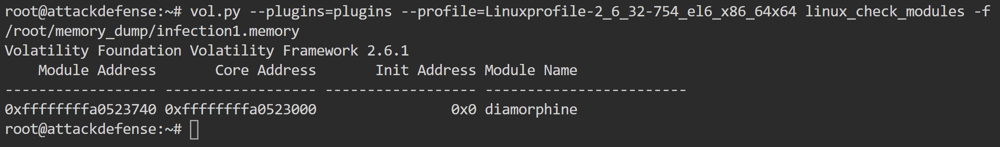 root@attackdefense:~# vol.py --plugins=plugins --profile=Linuxprofile-2_6_32-754_el6_x86_64x64 linux_check_modules -f
/root/memory_dump/infection1.memory
Volatility Foundation Volatility Framework 2.6.1
    Module Address       Core Address       Init Address Module Name
------------------ ------------------ ------------------ ------------------------
0xffffffffa0523740 0xffffffffa0523000                0x0 diamorphine
root@attackdefense:~#